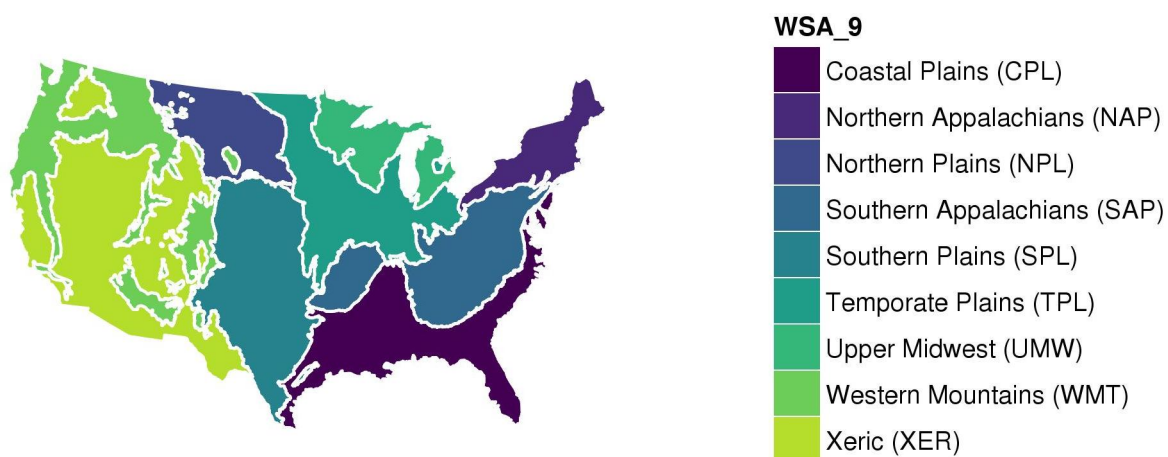 WSA_9
Coastal Plains (CPL)
Northern Appalachians (NAP)
Northern Plains (NPL)
Southern Appalachians (SAP)
Southern Plains (SPL)
Temporate Plains (TPL)
Upper Midwest (UMW)
Western Mountains (WMT)
Xeric (XER)